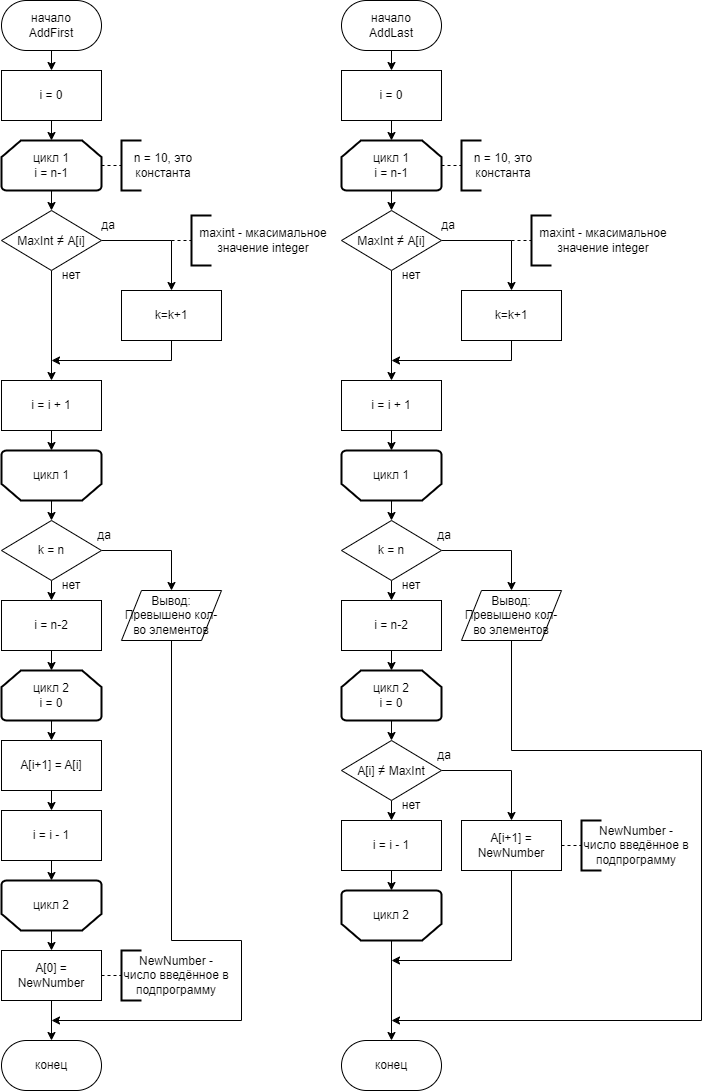 начало
AddFirst
i = 0
цикл 1
i = n-1
n = 10, это
константа
MaxInt ≠ A[i]
да
нет
maxint - мкасимальное
значение integer
k=k+1
i = i + 1
цикл 1
k = n
да
нет
Вывод:
Превышено кол-
во элементов
i = n-2
цикл 2
i = 0
A[i+1] = A[i]
i = i - 1
цикл 2
A[0] =
NewNumber
NewNumber -
число введённое в
подпрограмму
конец
начало
AddLast
i = 0
цикл 1
i = n-1
n = 10, это
константа
MaxInt ≠ A[i]
да
нет
maxint - мкасимальное
значение integer
k=k+1
i = i + 1
цикл 1
k = n
да
нет
Вывод:
Превышено кол-
во элементов
i = n-2
цикл 2
i = 0
A[i] ≠ MaxInt
да
нет
i = i - 1
A[i+1] =
NewNumber
NewNumber -
число введённое в
подпрограмму
цикл 2
конец